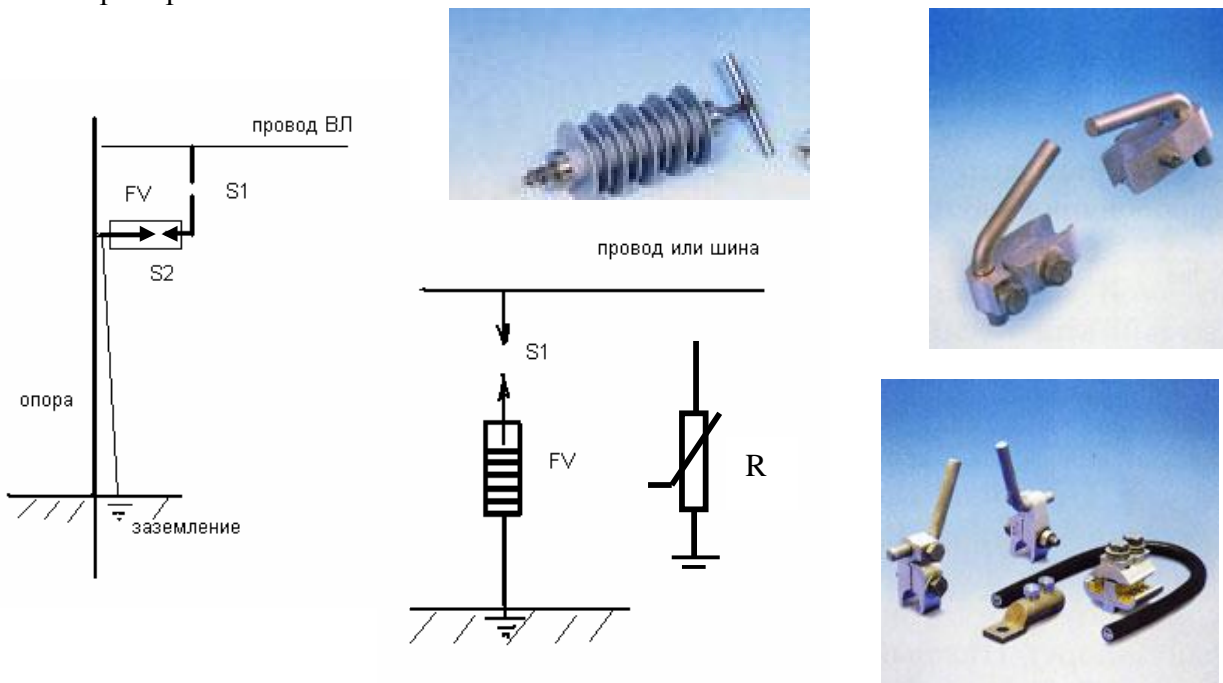 провод ВЛ
FV
S1
S2
опора
заземление
провод или шина
S1
FV
R